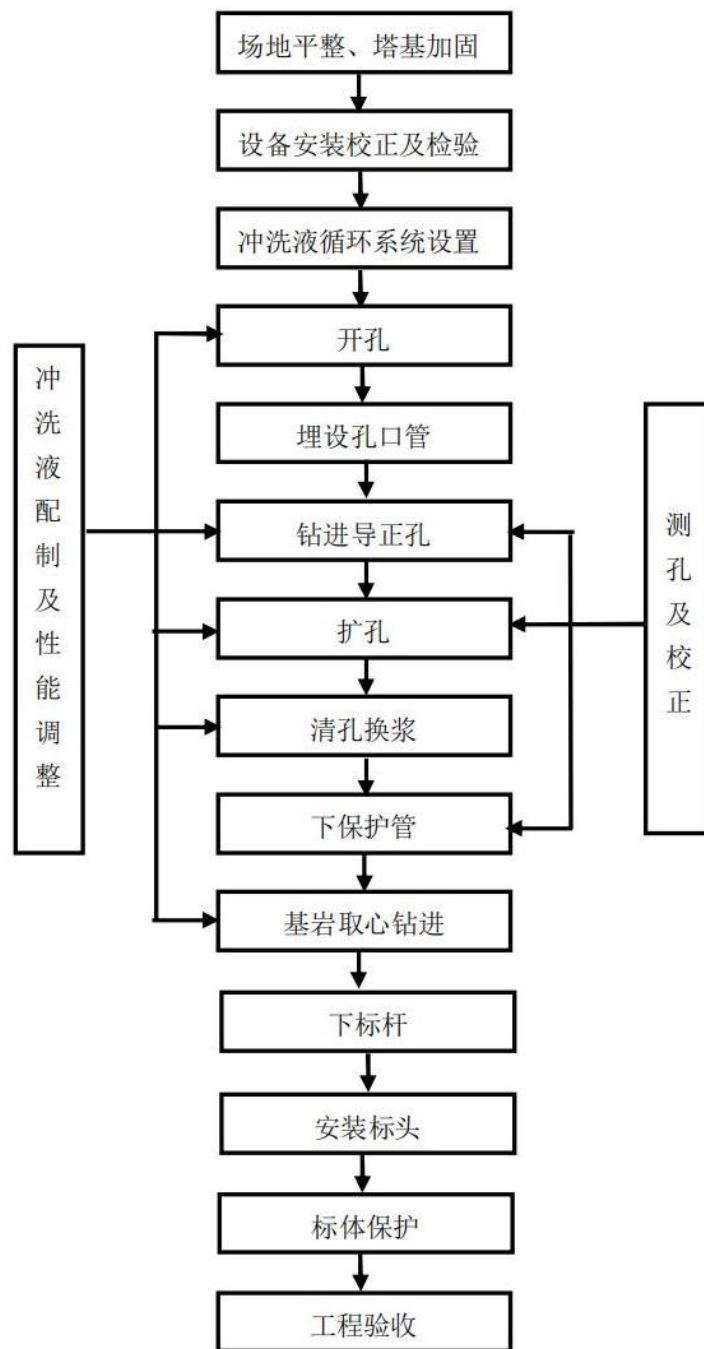 场地平整、塔基加固
设备安装校正及检验
冲洗液循环系统设置
开孔
埋设孔口管
钻进导正孔
扩孔
清孔换浆
下保护管
基岩取心钻进
下标杆
安装标头
标体保护
工程验收
冲洗液配制及性能调整
测孔及校正